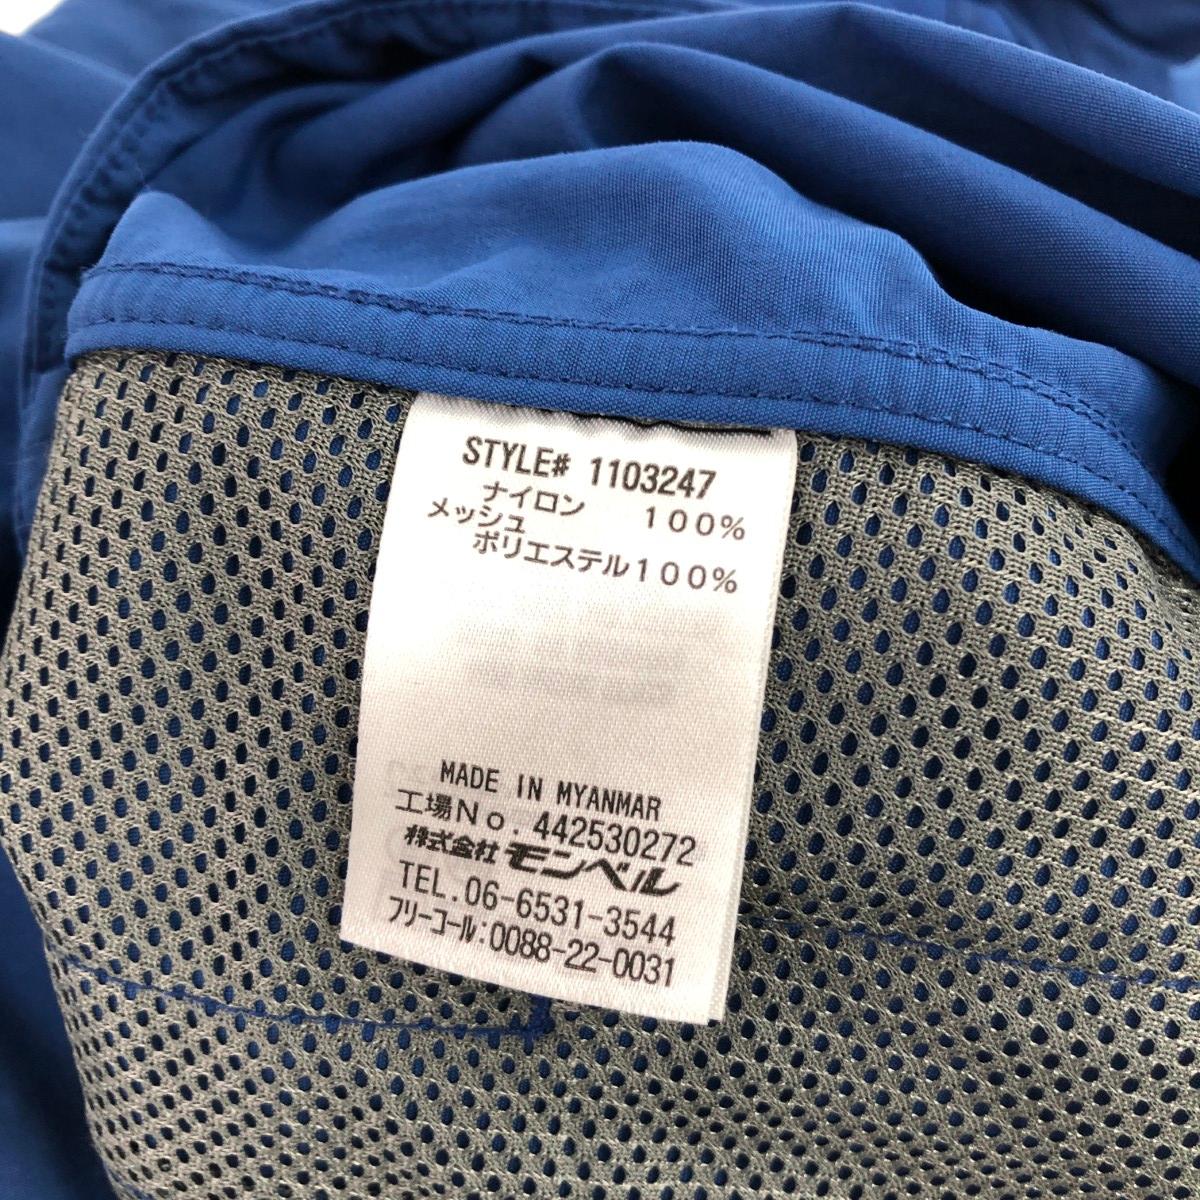 STYLE# 1103247
ナイロン 100%
メッシュ
ポリエステル100%
MADE IN MYANMAR
工場No. 442530272
株式会社 モンベル
TEL. 06-6531-3544
フリーコール:0088-22-0031